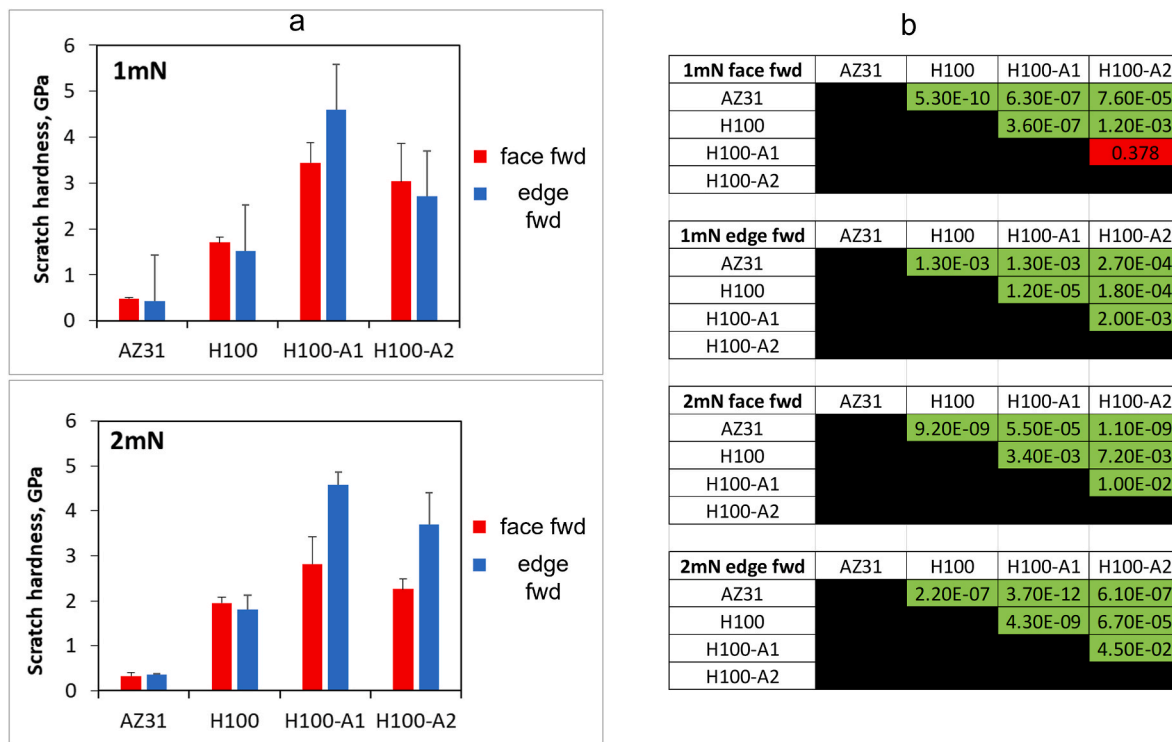 a
1mN
Scratch hardness, GPa
6
5
4
3
2
1
0
AZ31 H100 H100-A1 H100-A2
face fwd
edge
fwd
2mN
Scratch hardness, GPa
6
5
4
3
2
1
0
AZ31 H100 H100-A1 H100-A2
face fwd
edge
fwd
b
1mN face fwd AZ31 H100 H100-A1 H100-A2
AZ31 5.30E-10 6.30E-07 7.60E-05
H100 3.60E-07 1.20E-03
H100-A1 0.378
H100-A2
1mN edge fwd AZ31 H100 H100-A1 H100-A2
AZ31 1.30E-03 1.30E-03 2.70E-04
H100 1.20E-05 1.80E-04
H100-A1 2.00E-03
H100-A2
2mN face fwd AZ31 H100 H100-A1 H100-A2
AZ31 9.20E-09 5.50E-05 1.10E-09
H100 3.40E-03 7.20E-03
H100-A1 1.00E-02
H100-A2
2mN edge fwd AZ31 H100 H100-A1 H100-A2
AZ31 2.20E-07 3.70E-12 6.10E-07
H100 4.30E-09 6.70E-05
H100-A1 4.50E-02
H100-A2